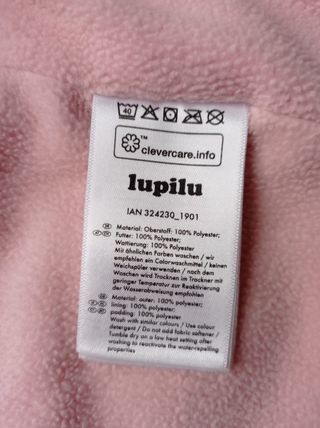 40
™
clevercare.info
lupilu
IAN 324230_1901
Material: Oberstoff: 100% Polyester;
Futter: 100% Polyester;
Wattierung: 100% Polyester
Mit ähnlichen Farben waschen / wir
empfehlen ein Colorwaschmittel / keinen
Weichspüler verwenden / nach dem
Waschen wird Trocknen im Trockner mit
geringer Temperatur zur Reaktivierung
der Wasserabweisung empfohlen
Material: outer: 100% polyester;
lining: 100% polyester;
padding: 100% polyester
Wash with similar colours / Use colour
detergent / Do not add fabric softener /
Tumble dry on a low heat setting after
washing to reactivate the water-repelling
properties